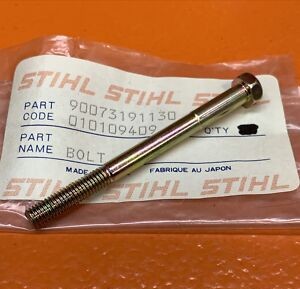 STIHL STIHL STIHL
PART CODE 90073191130
010109409 Q'TY
PART NAME BOLT
MADE FABRIQUE AU JAPON
STIHL STIHL STIHL